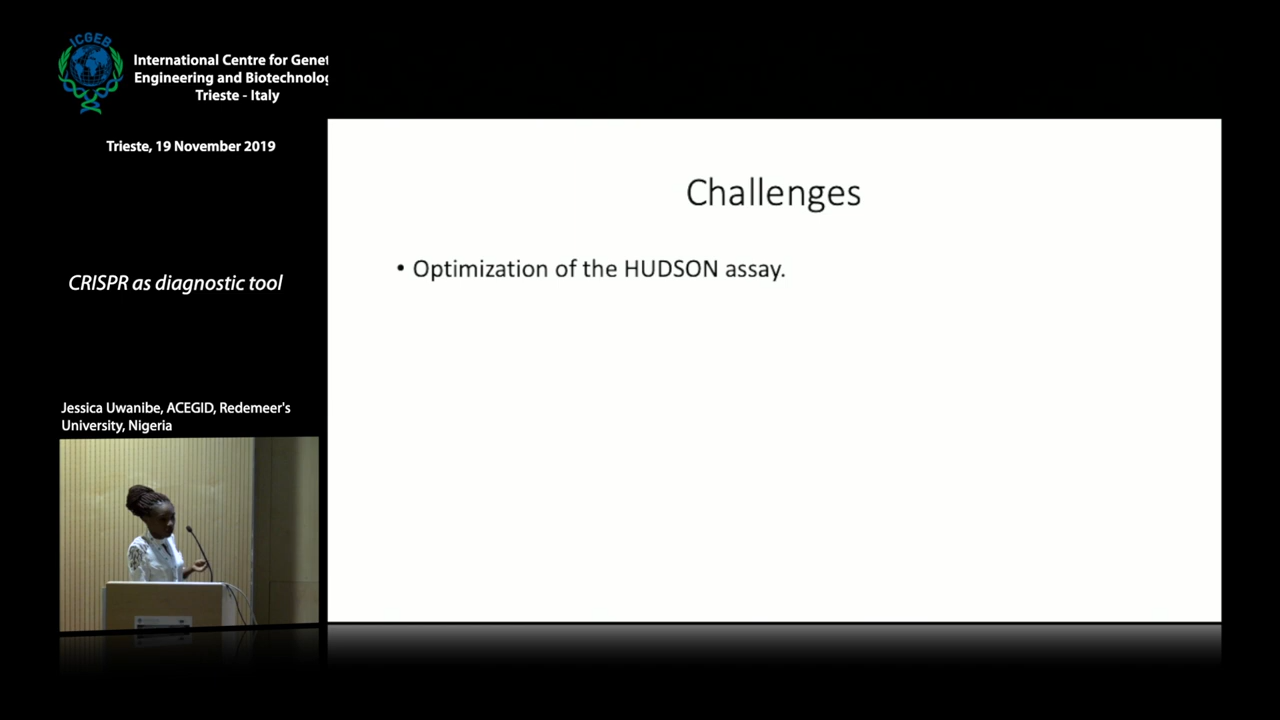 ICGEB
International Centre for Genet
Engineering and Biotechnolog
Trieste - Italy
Trieste, 19 November 2019
CRISPR as diagnostic tool
Jessica Uwanibe, ACEGID, Redemeer's
University, Nigeria
Challenges
• Optimization of the HUDSON assay.